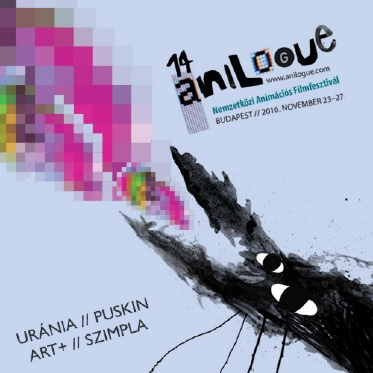 14
aniLoGue
www.anilogue.com
Nemzetközi Animációs Filmfesztivál
BUDAPEST // 2016. NOVEMBER 23-27.
URÁNIA // PUSKIN
ART+ // SZIMPLA